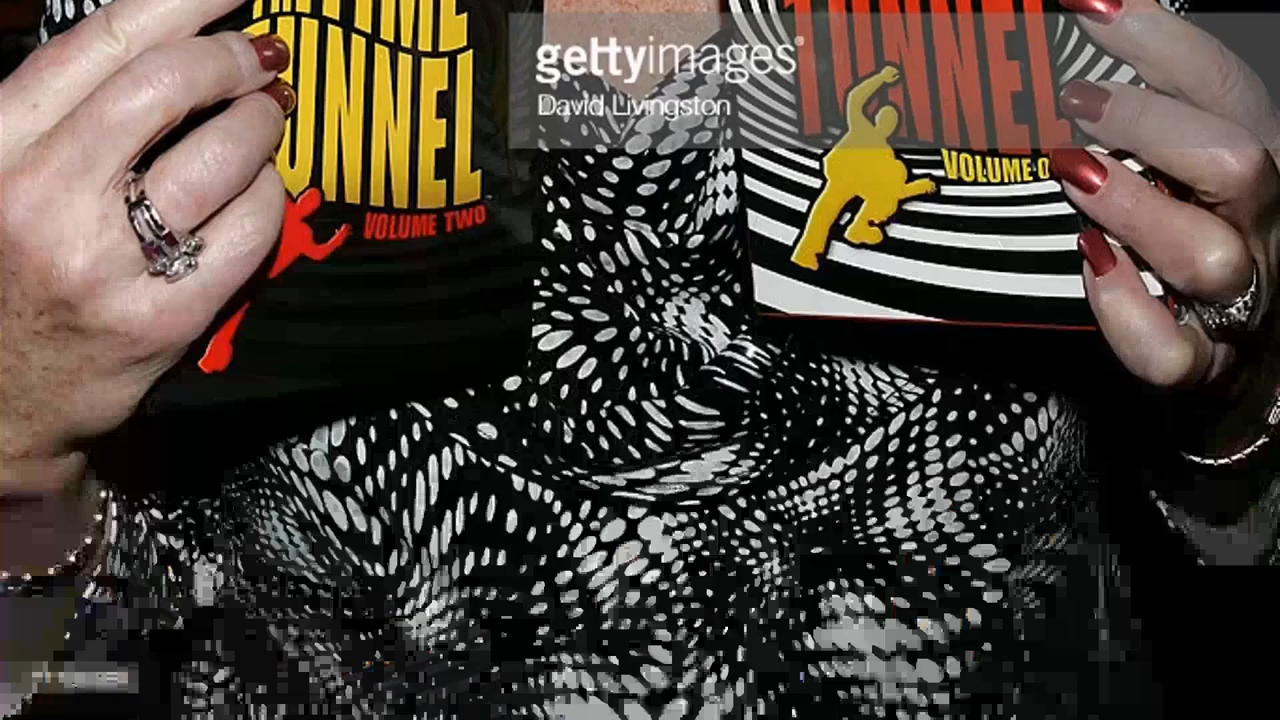 TUNNEL
VOLUME TWO
TUNNEL
VOLUME O
gettyimages®
David Livingston